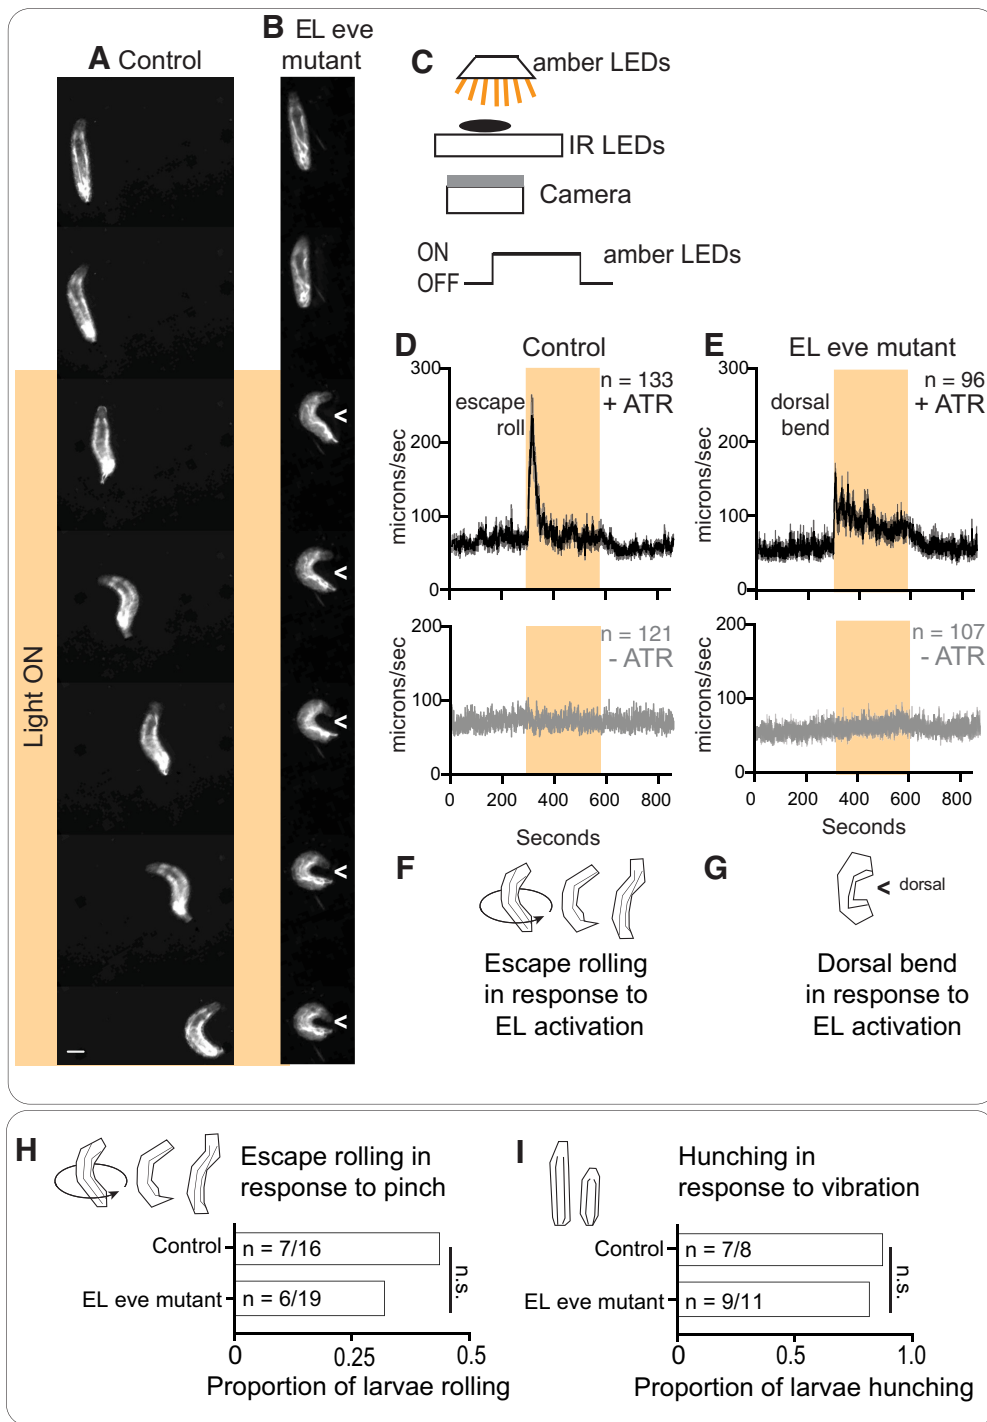 A Control
B EL eve
mutant
Light ON
<
<
<
<
<
C
amber LEDs
IR LEDs
Camera
ON
OFF
amber LEDs
D
Control
300
200
100
0
microns/sec
escape
roll
n = 133
+ ATR
200
100
0
microns/sec
n = 121
- ATR
0 200 400 600 800
Seconds
E
EL eve mutant
300
200
100
0
microns/sec
dorsal
bend
n = 96
+ ATR
200
100
0
microns/sec
n = 107
- ATR
0 200 400 600 800
Seconds
F
Escape rolling
in response to
EL activation
G
< dorsal
Dorsal bend
in response to
EL activation
H
Escape rolling in
response to pinch
Control
n = 7/16
EL eve mutant
n = 6/19
n.s.
0 0.25 0.5
Proportion of larvae rolling
I
Hunching in
response to vibration
Control
n = 7/8
EL eve mutant
n = 9/11
n.s.
0 0.5 1.0
Proportion of larvae hunching